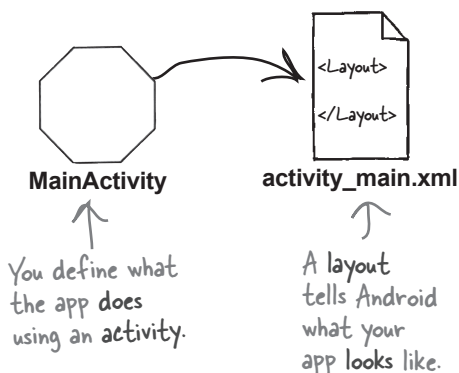 <Layout>
</Layout>
MainActivity
activity_main.xml
You define what
the app does
using an activity.
A layout
tells Android
what your
app looks like.